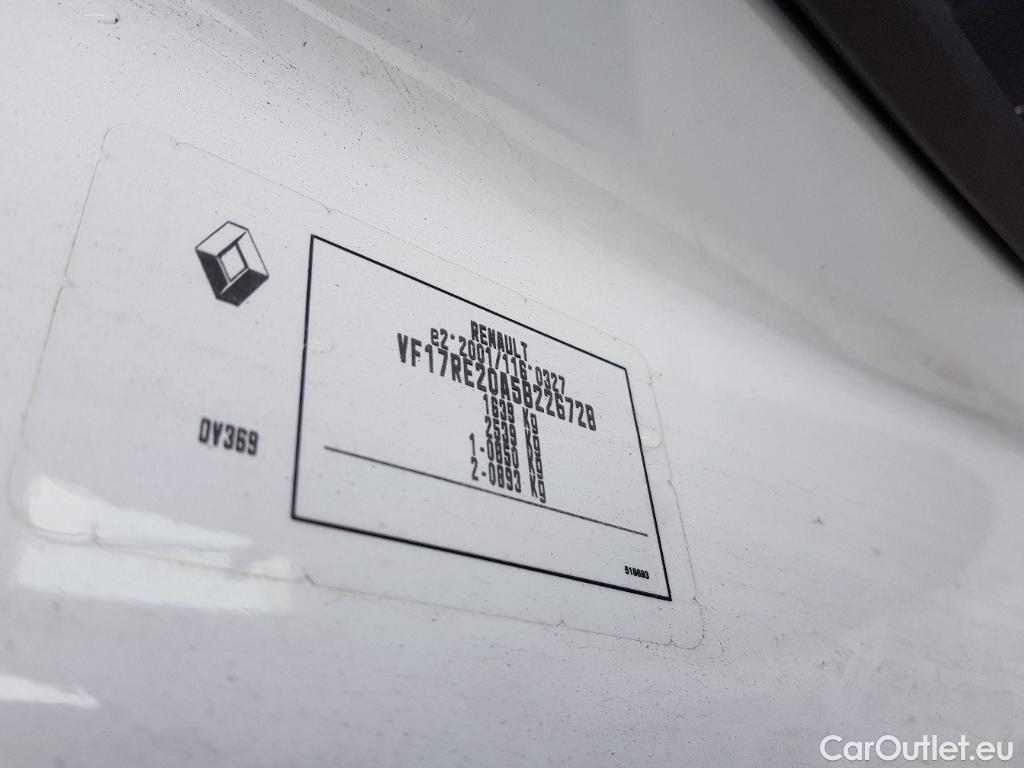 RENAULT
e2*2001/116*0327
VF17RE20A58226728
1639 Kg
2539 Kg
1-0850 Kg
2-0893 Kg
DV369
518693
CarOutlet.eu